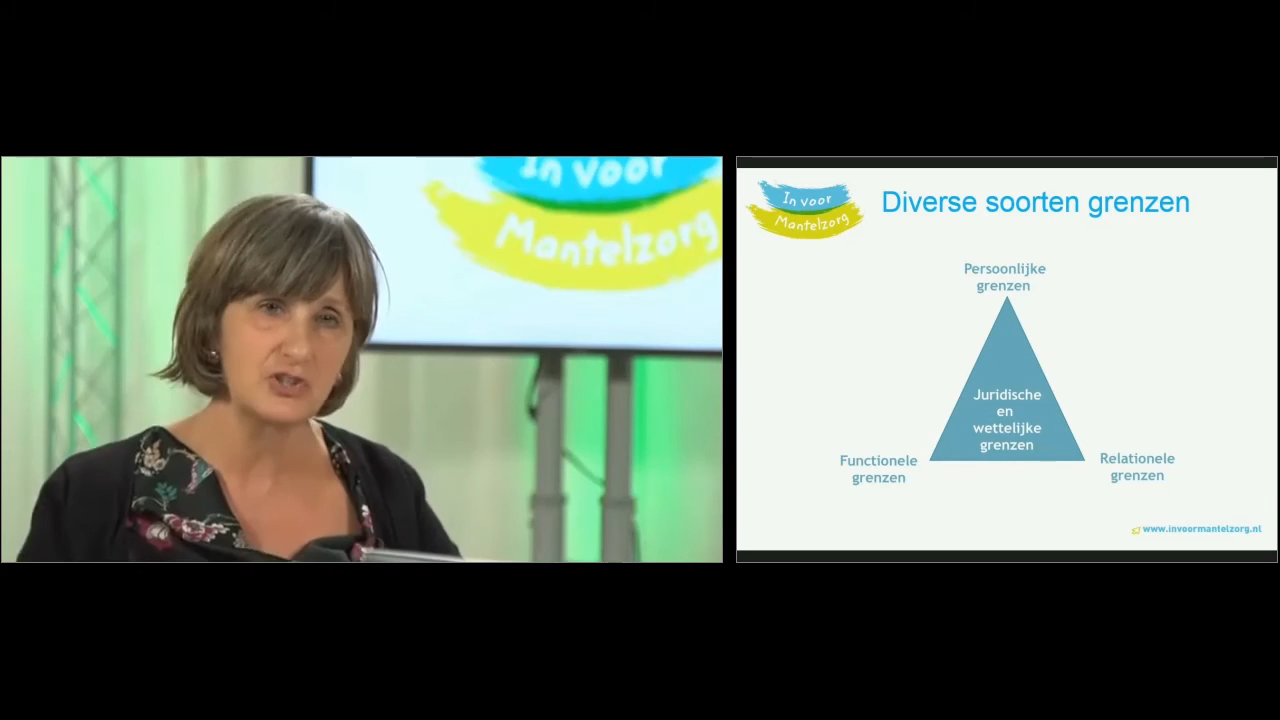 In voor
Mantelzorg
In voor
Mantelzorg
Diverse soorten grenzen
Persoonlijke
grenzen
Juridische
en
wettelijke
grenzen
Functionele
grenzen
Relationele
grenzen
www.invoormantelzorg.nl